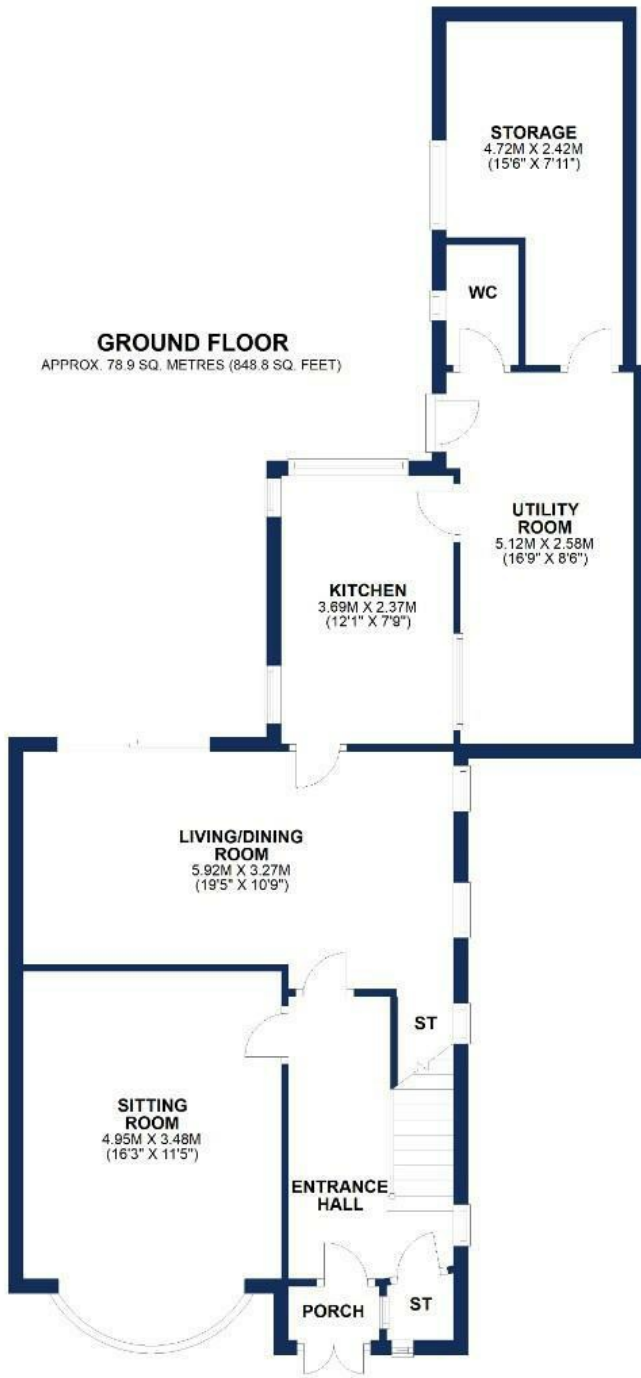 STORAGE
4.72M X 2.42M
(15'6" X 7'11")
WC
GROUND FLOOR
APPROX. 78.9 SQ. METRES (848.8 SQ. FEET)
UTILITY
ROOM
5.12M X 2.58M
(16'9" X 8'6")
KITCHEN
3.69M X 2.37M
(12'1" X 7'9")
LIVING/DINING
ROOM
5.92M X 3.27M
(19'5" X 10'9")
ST
SITTING
ROOM
4.95M X 3.48M
(16'3" X 11'5")
ENTRANCE
HALL
PORCH
ST